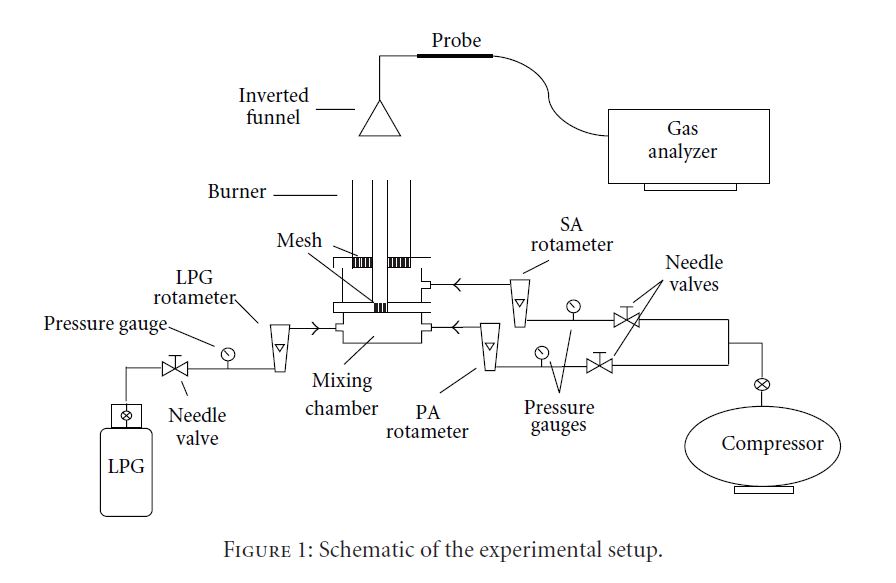 Probe
Inverted
funnel
Gas
analyzer
Burner
SA
rotameter
Mesh
Needle
valves
LPG
rotameter
Pressure gauge
Mixing
chamber
PA
rotameter
Pressure
gauges
Needle
valve
Compressor
LPG
FIGURE 1: Schematic of the experimental setup.